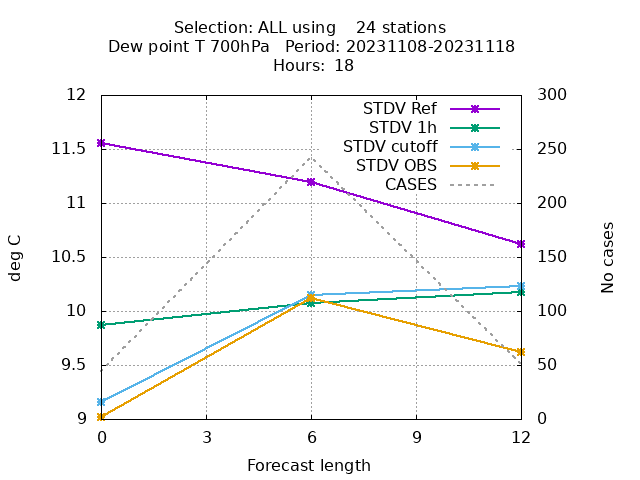 Selection: ALL using    24 stations
Dew point T 700hPa   Period: 20231108-20231118
Hours: 18
12
300
STDV Ref
STDV 1h
11.5
250
STDV cutoff
STDV OBS
CASES
11
200
10.5
150
deg C
No cases
10
100
9.5
50
9
0
0 3 6 9 12
Forecast length